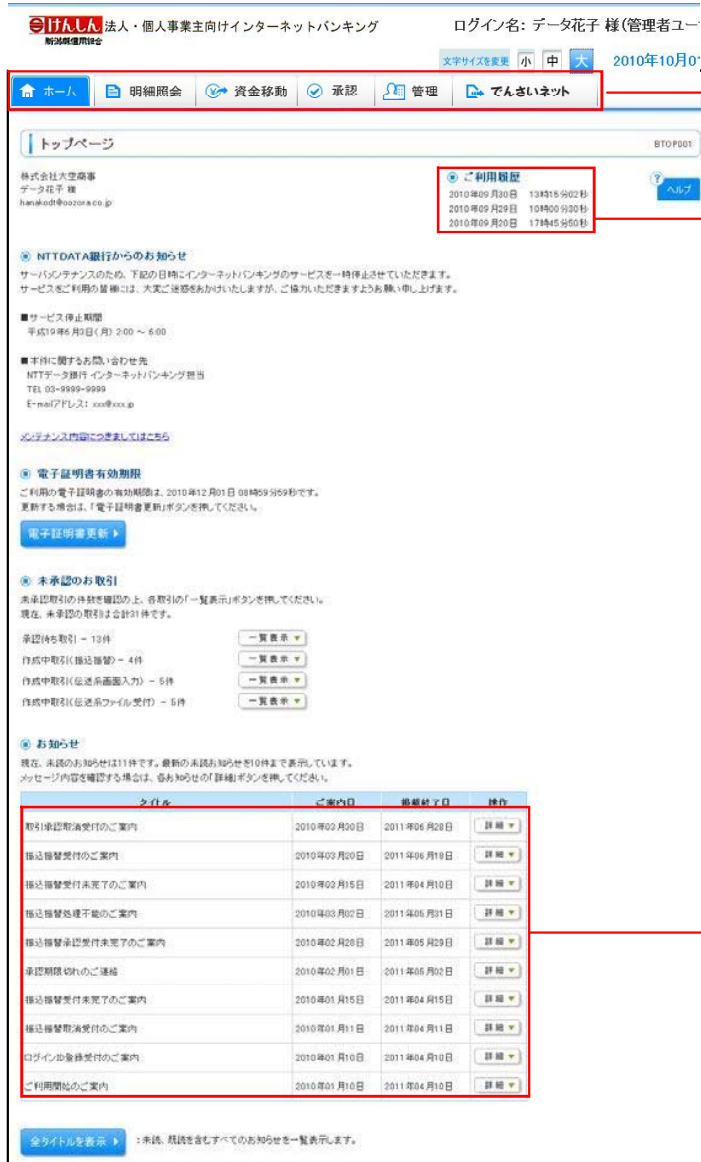 けんしん 法人・個人事業主向けインターネットバンキング
新潟縣信用組合
ログイン名：データ花子 様（管理者ユー
文字サイズを変更 小 中 大 2010年10月01
ホーム 明細照会 資金移動 承認 管理 でんさいネット
トップページ
BTOP001
株式会社大空商事
データ花子 様
hanakodt@oozora.co.jp
ご利用履歴
2010年09月30日 13時15分02秒
2010年09月29日 10時00分30秒
2010年09月20日 17時45分50秒
ヘルプ
NTTDATA銀行からのお知らせ
サーバメンテナンスのため、下記の日時にインターネットバンキングのサービスを一時停止させていただきます。
サービスをご利用の皆様には、大変ご迷惑をおかけいたしますが、ご協力いただきますようお願い申し上げます。
■サービス停止期間
平成19年6月3日（月） 2:00 ～ 6:00
■本件に関するお問い合わせ先
NTTデータ銀行 インターネットバンキング担当
TEL 03-9999-9999
E-mailアドレス： xxx@xxx.jp
メンテナンス内容につきましてはこちら
電子証明書有効期限
ご利用の電子証明書の有効期限は、2010年12月01日 08時59分59秒です。
更新する場合は、「電子証明書更新」ボタンを押してください。
電子証明書更新
未承認のお取引
未承認取引の件数を確認の上、各取引の「一覧表示」ボタンを押してください。
現在、未承認の取引は合計31件です。
承認待ち取引 － 13件 一覧表示
作成中取引（振込振替）－ 4件 一覧表示
作成中取引（伝送系画面入力）－ 5件 一覧表示
作成中取引（伝送系ファイル受付）－ 5件 一覧表示
お知らせ
現在、未読のお知らせは11件です。最新の未読お知らせを10件まで表示しています。
メッセージ内容を確認する場合は、各お知らせの「詳細」ボタンを押してください。
タイトル ご案内日 掲載終了日 操作
取引承認取消受付のご案内 2010年03月30日 2011年06月28日 詳細
振込振替受付のご案内 2010年03月20日 2011年06月18日 詳細
振込振替受付未完了のご案内 2010年03月15日 2011年04月10日 詳細
振込振替処理不能のご案内 2010年03月02日 2011年05月31日 詳細
振込振替承認受付未完了のご案内 2010年02月28日 2011年05月29日 詳細
承認期限切れのご連絡 2010年02月01日 2011年05月02日 詳細
振込振替受付未完了のご案内 2010年01月15日 2011年04月15日 詳細
振込振替取消受付のご案内 2010年01月11日 2011年04月11日 詳細
ログインID登録受付のご案内 2010年01月10日 2011年04月10日 詳細
ご利用開始のご案内 2010年01月10日 2011年04月10日 詳細
全タイトルを表示 ：未読、既読を含むすべてのお知らせを一覧表示します。